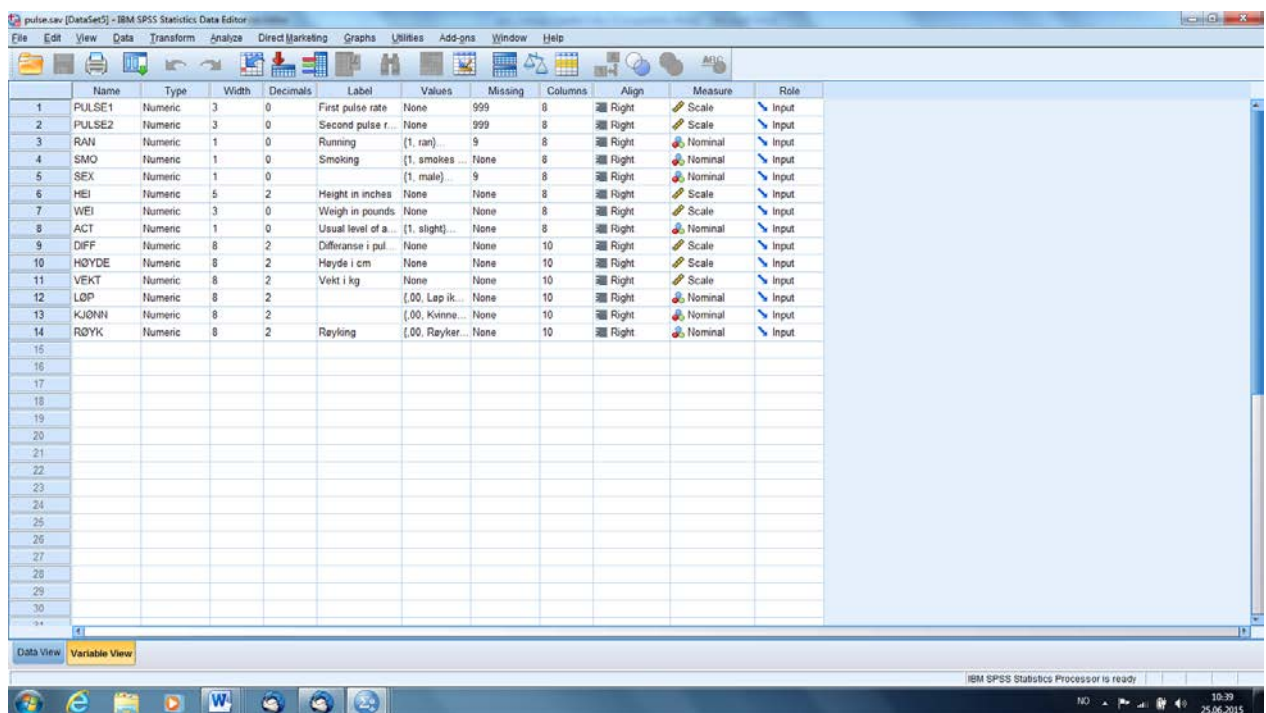 pulse.sav [DataSet5] - IBM SPSS Statistics Data Editor
File Edit View Data Transform Analyze Direct Marketing Graphs Utilities Add-ons Window Help
Name Type Width Decimals Label Values Missing Columns Align Measure Role
1 PULSE1 Numeric 3 0 First pulse rate None 999 8 Right Scale Input
2 PULSE2 Numeric 3 0 Second pulse r... None 999 8 Right Scale Input
3 RAN Numeric 1 0 Running {1, ran}... 9 8 Right Nominal Input
4 SMO Numeric 1 0 Smoking {1, smokes ... None 8 Right Nominal Input
5 SEX Numeric 1 0 {1, male}... 9 8 Right Nominal Input
6 HEI Numeric 5 2 Height in inches None None 8 Right Scale Input
7 WEI Numeric 3 0 Weigh in pounds None None 8 Right Scale Input
8 ACT Numeric 1 0 Usual level of a... {1, slight}... None 8 Right Nominal Input
9 DIFF Numeric 8 2 Differanse i pul... None None 10 Right Scale Input
10 HØYDE Numeric 8 2 Høyde i cm None None 10 Right Scale Input
11 VEKT Numeric 8 2 Vekt i kg None None 10 Right Scale Input
12 LØP Numeric 8 2 {,00, Løp ik... None 10 Right Nominal Input
13 KJØNN Numeric 8 2 {,00, Kvinne... None 10 Right Nominal Input
14 RØYK Numeric 8 2 Røyking {,00, Røyker... None 10 Right Nominal Input
15
16
17
18
19
20
21
22
23
24
25
26
27
28
29
30
Data View Variable View
IBM SPSS Statistics Processor is ready
NO 10:39
25.06.2015